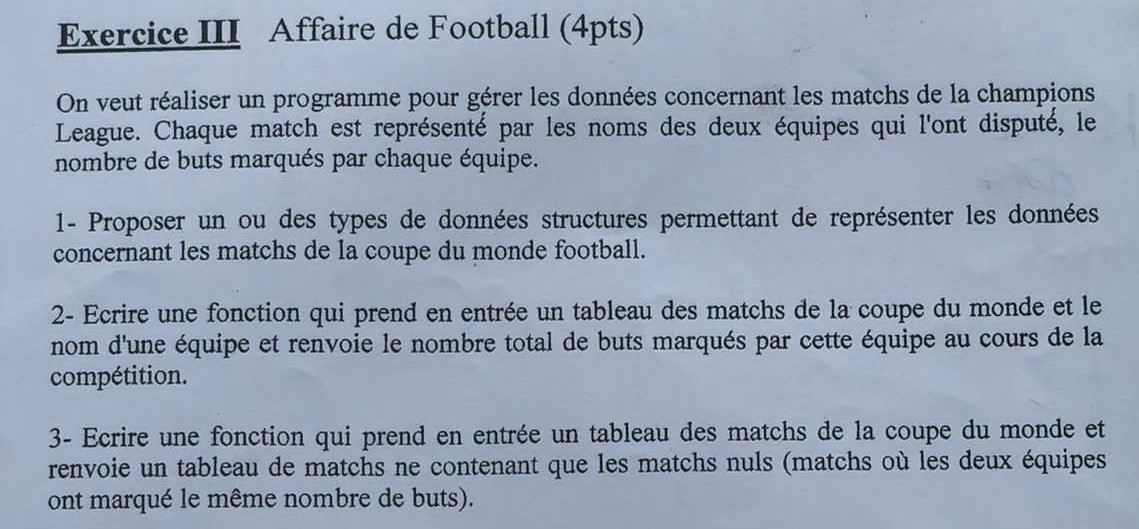 Exercice III Affaire de Football (4pts)
On veut réaliser un programme pour gérer les données concernant les matchs de la champions
League. Chaque match est représenté par les noms des deux équipes qui l'ont disputé, le
nombre de buts marqués par chaque équipe.
1- Proposer un ou des types de données structures permettant de représenter les données
concernant les matchs de la coupe du monde football.
2- Ecrire une fonction qui prend en entrée un tableau des matchs de la coupe du monde et le
nom d'une équipe et renvoie le nombre total de buts marqués par cette équipe au cours de la
compétition.
3- Ecrire une fonction qui prend en entrée un tableau des matchs de la coupe du monde et
renvoie un tableau de matchs ne contenant que les matchs nuls (matchs où les deux équipes
ont marqué le même nombre de buts).